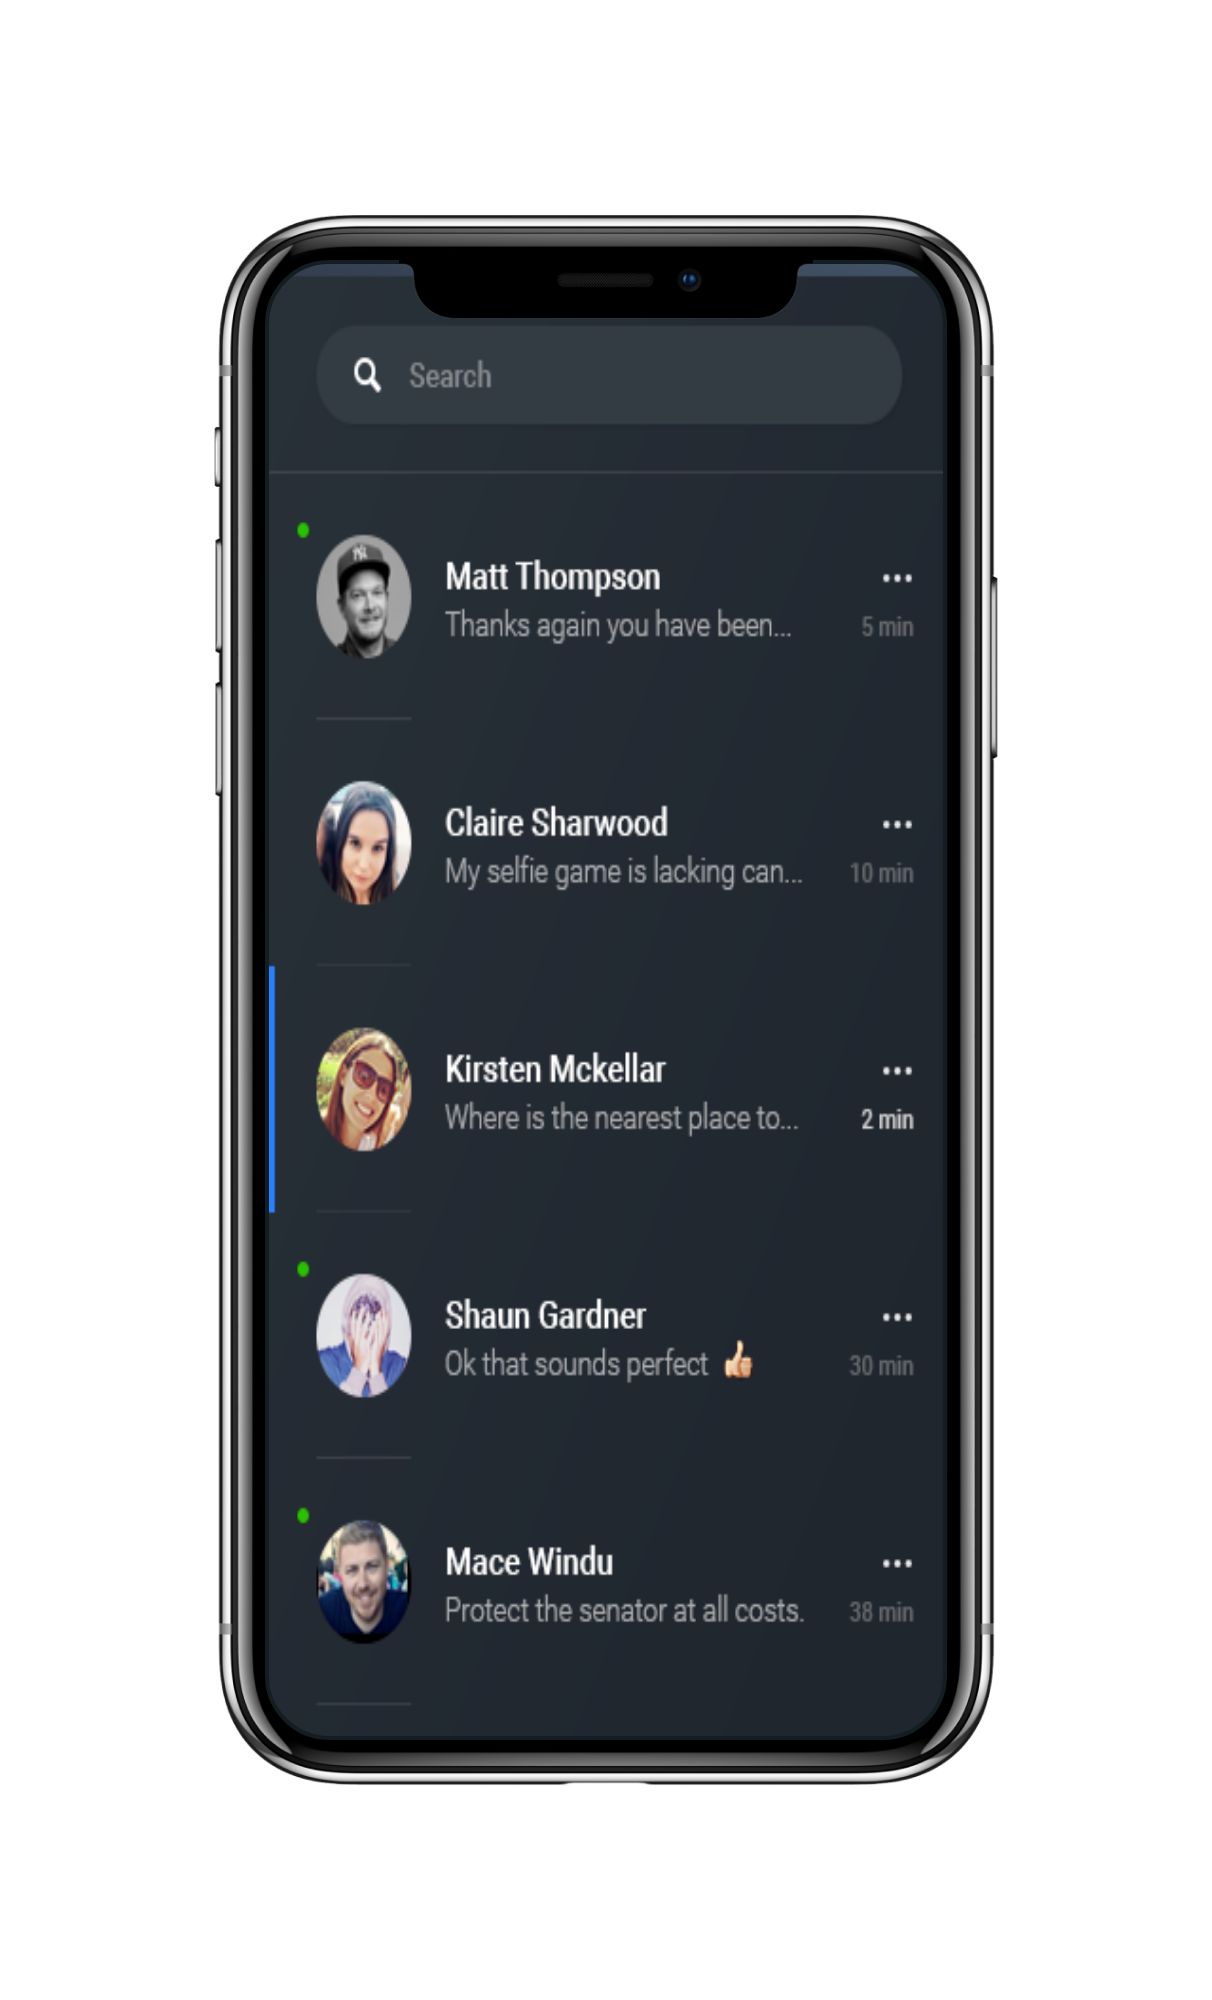 Search
Matt Thompson
Thanks again you have been...
5 min
Claire Sharwood
My selfie game is lacking can...
10 min
Kirsten Mckellar
Where is the nearest place to...
2 min
Shaun Gardner
Ok that sounds perfect 👍
30 min
Mace Windu
Protect the senator at all costs.
38 min